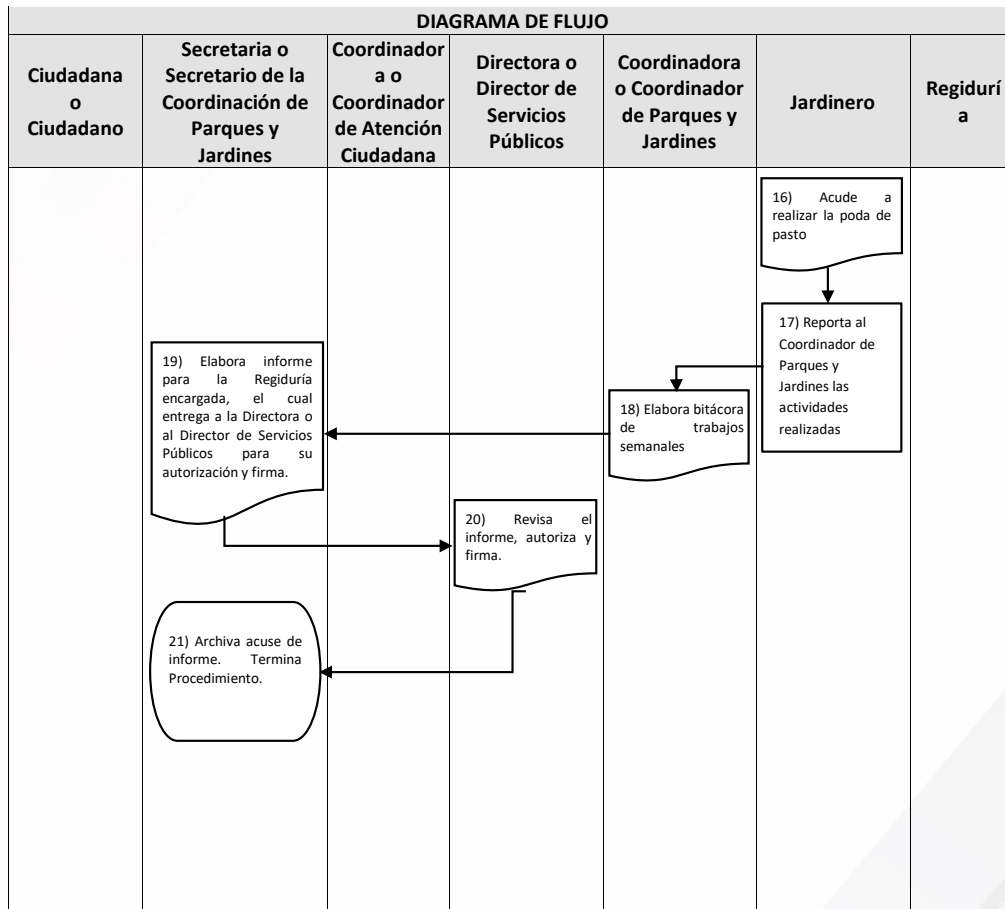 DIAGRAMA DE FLUJO
Ciudadana
o
Ciudadano
Secretaria o
Secretario de la
Coordinación de
Parques y
Jardines
Coordinador
a o
Coordinador
de Atención
Ciudadana
Directora o
Director de
Servicios
Públicos
Coordinadora
o Coordinador
de Parques y
Jardines
Jardinero
Regidurí
a
16) Acude a
realizar la poda de
pasto
17) Reporta al
Coordinador de
Parques y
Jardines las
actividades
realizadas
18) Elabora bitácora
de trabajos
semanales
19) Elabora informe
para la Regiduría
encargada, el cual
entrega a la Directora o
al Director de Servicios
Públicos para su
autorización y firma.
20) Revisa el
informe, autoriza y
firma.
21) Archiva acuse de
informe. Termina
Procedimiento.